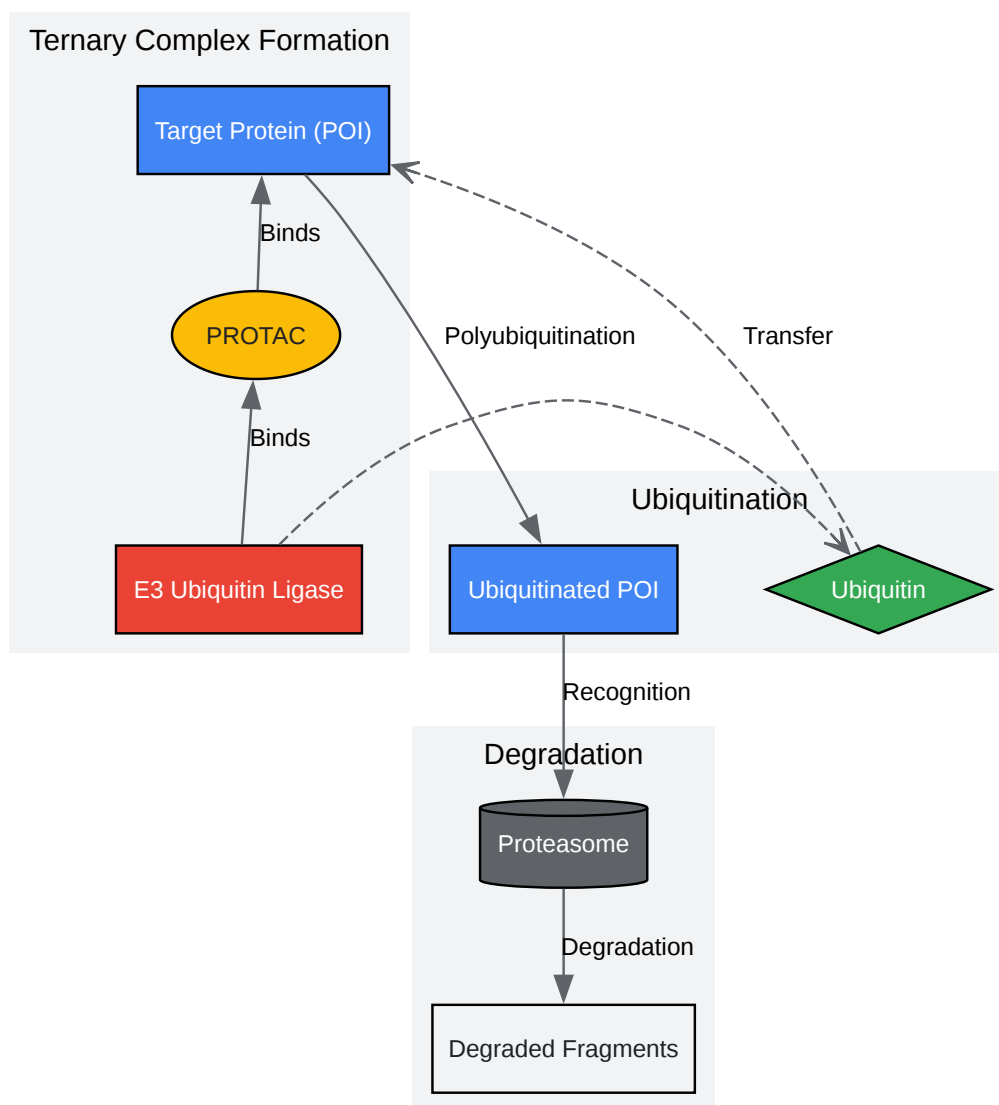 Ternary Complex Formation
Target Protein (POI)
Binds
PROTAC
Polyubiquitination
Transfer
Binds
Ubiquitination
E3 Ubiquitin Ligase
Ubiquitinated POI
Ubiquitin
Recognition
Degradation
Proteasome
Degradation
Degraded Fragments